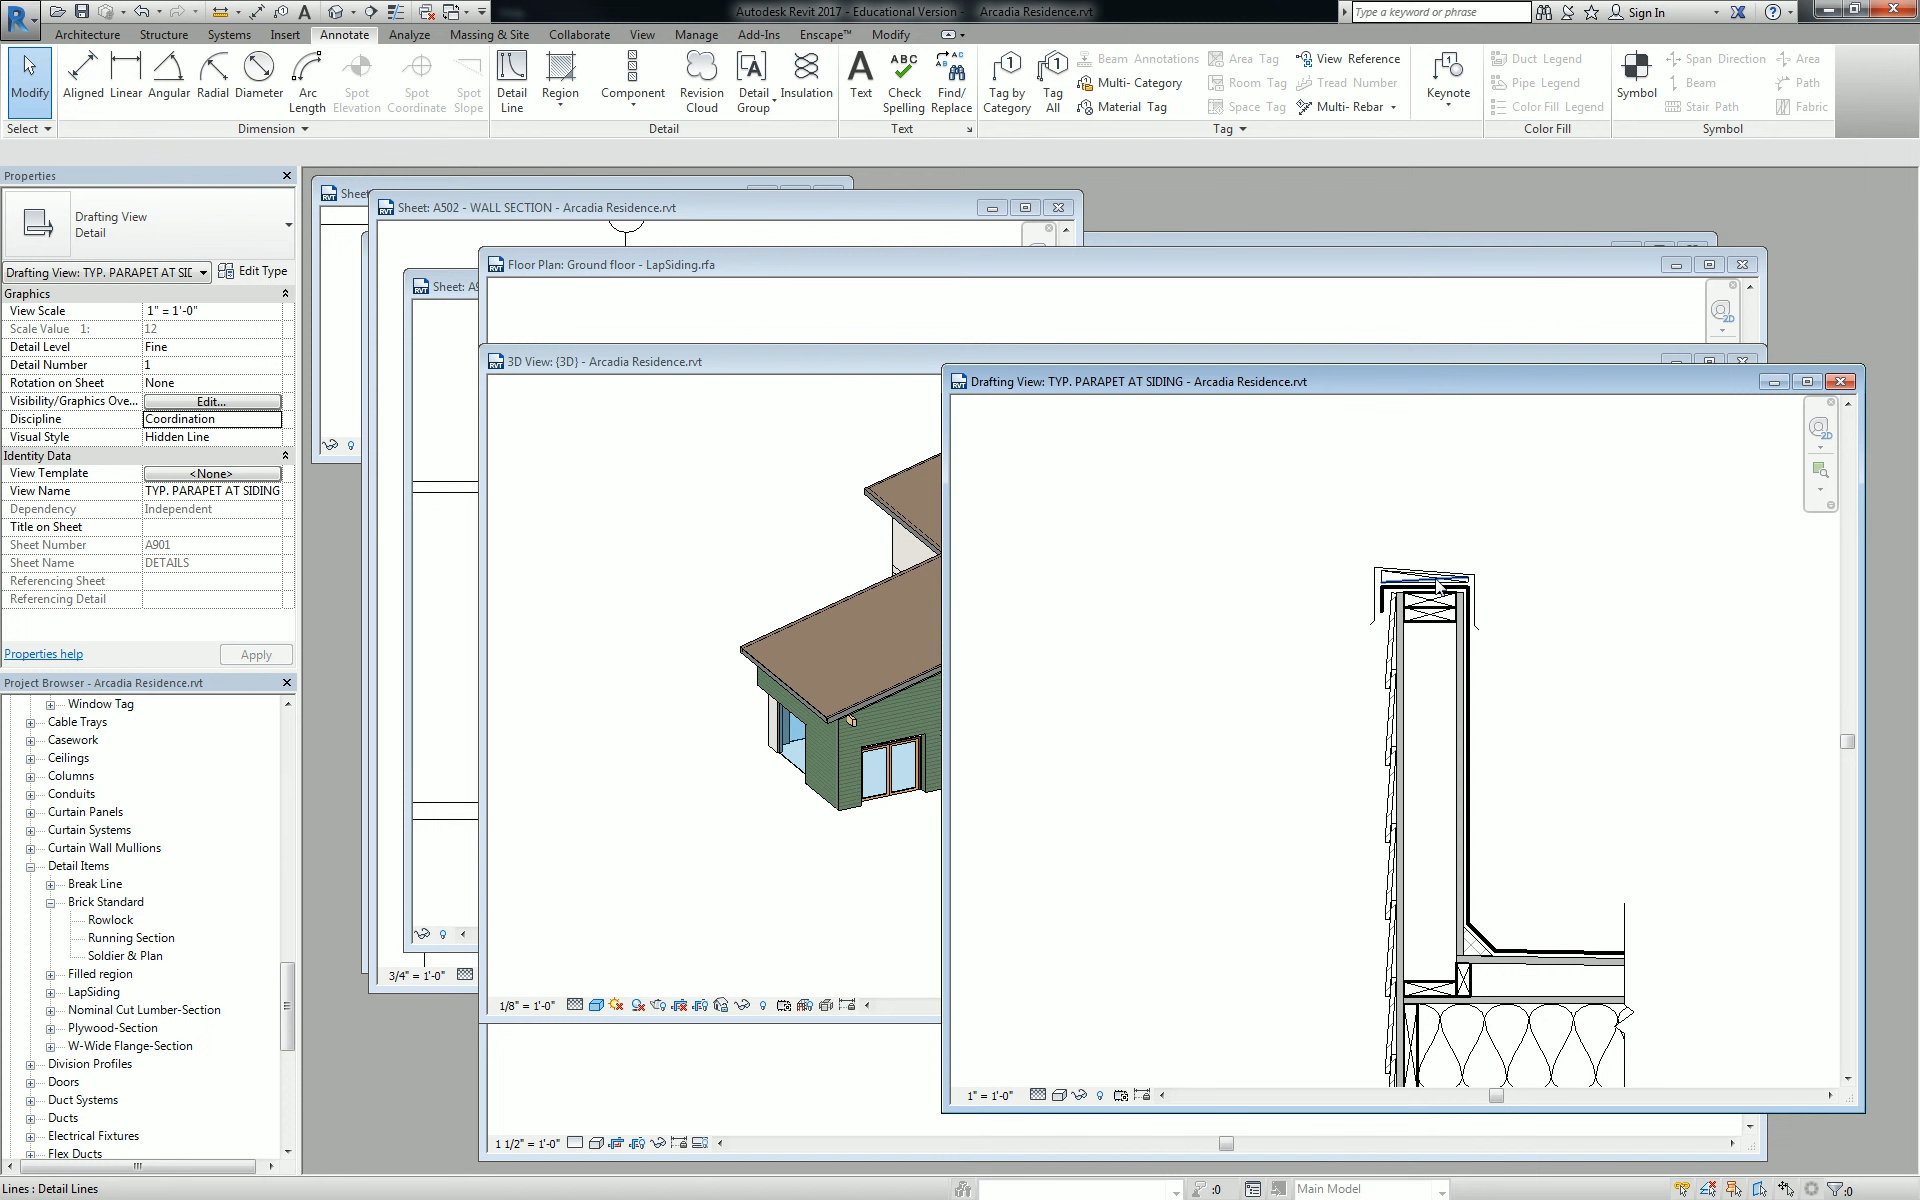 Autodesk Revit 2017 - Educational Version - Arcadia Residence.rvt
Type a keyword or phrase
Sign In
Architecture Structure Systems Insert Annotate Analyze Massing & Site Collaborate View Manage Add-Ins Enscape™ Modify
Modify
Aligned Linear Angular Radial Diameter Arc Length Spot Elevation Spot Coordinate Spot Slope
Detail Line Region Component Revision Cloud Detail Group Insulation
Text Check Spelling Find/ Replace
Tag by Category Tag All
Beam Annotations Area Tag View Reference
Multi- Category Room Tag Tread Number
Material Tag Space Tag Multi- Rebar
Keynote
Duct Legend
Pipe Legend
Color Fill Legend
Symbol
Span Direction Area
Beam Path
Stair Path Fabric
Select Dimension Detail Text Tag Color Fill Symbol
Properties
Drafting View
Detail
Drafting View: TYP. PARAPET AT SIC
Edit Type
Graphics
View Scale 1" = 1'-0"
Scale Value 1: 12
Detail Level Fine
Detail Number 1
Rotation on Sheet None
Visibility/Graphics Ove... Edit...
Discipline Coordination
Visual Style Hidden Line
Identity Data
View Template <None>
View Name TYP. PARAPET AT SIDING
Dependency Independent
Title on Sheet
Sheet Number A901
Sheet Name DETAILS
Referencing Sheet
Referencing Detail
Properties help
Apply
Project Browser - Arcadia Residence.rvt
Window Tag
Cable Trays
Casework
Ceilings
Columns
Conduits
Curtain Panels
Curtain Systems
Curtain Wall Mullions
Detail Items
Break Line
Brick Standard
Rowlock
Running Section
Soldier & Plan
Filled region
LapSiding
Nominal Cut Lumber-Section
Plywood-Section
W-Wide Flange-Section
Division Profiles
Doors
Duct Systems
Ducts
Electrical Fixtures
Flex Ducts
Sheet
Sheet: A502 - WALL SECTION - Arcadia Residence.rvt
Sheet: A9
Floor Plan: Ground floor - LapSiding.rfa
3D View: {3D} - Arcadia Residence.rvt
Drafting View: TYP. PARAPET AT SIDING - Arcadia Residence.rvt
2D
2D
3/4" = 1'-0"
1/8" = 1'-0"
1" = 1'-0"
1 1/2" = 1'-0"
Lines : Detail Lines
:0
Main Model
:0